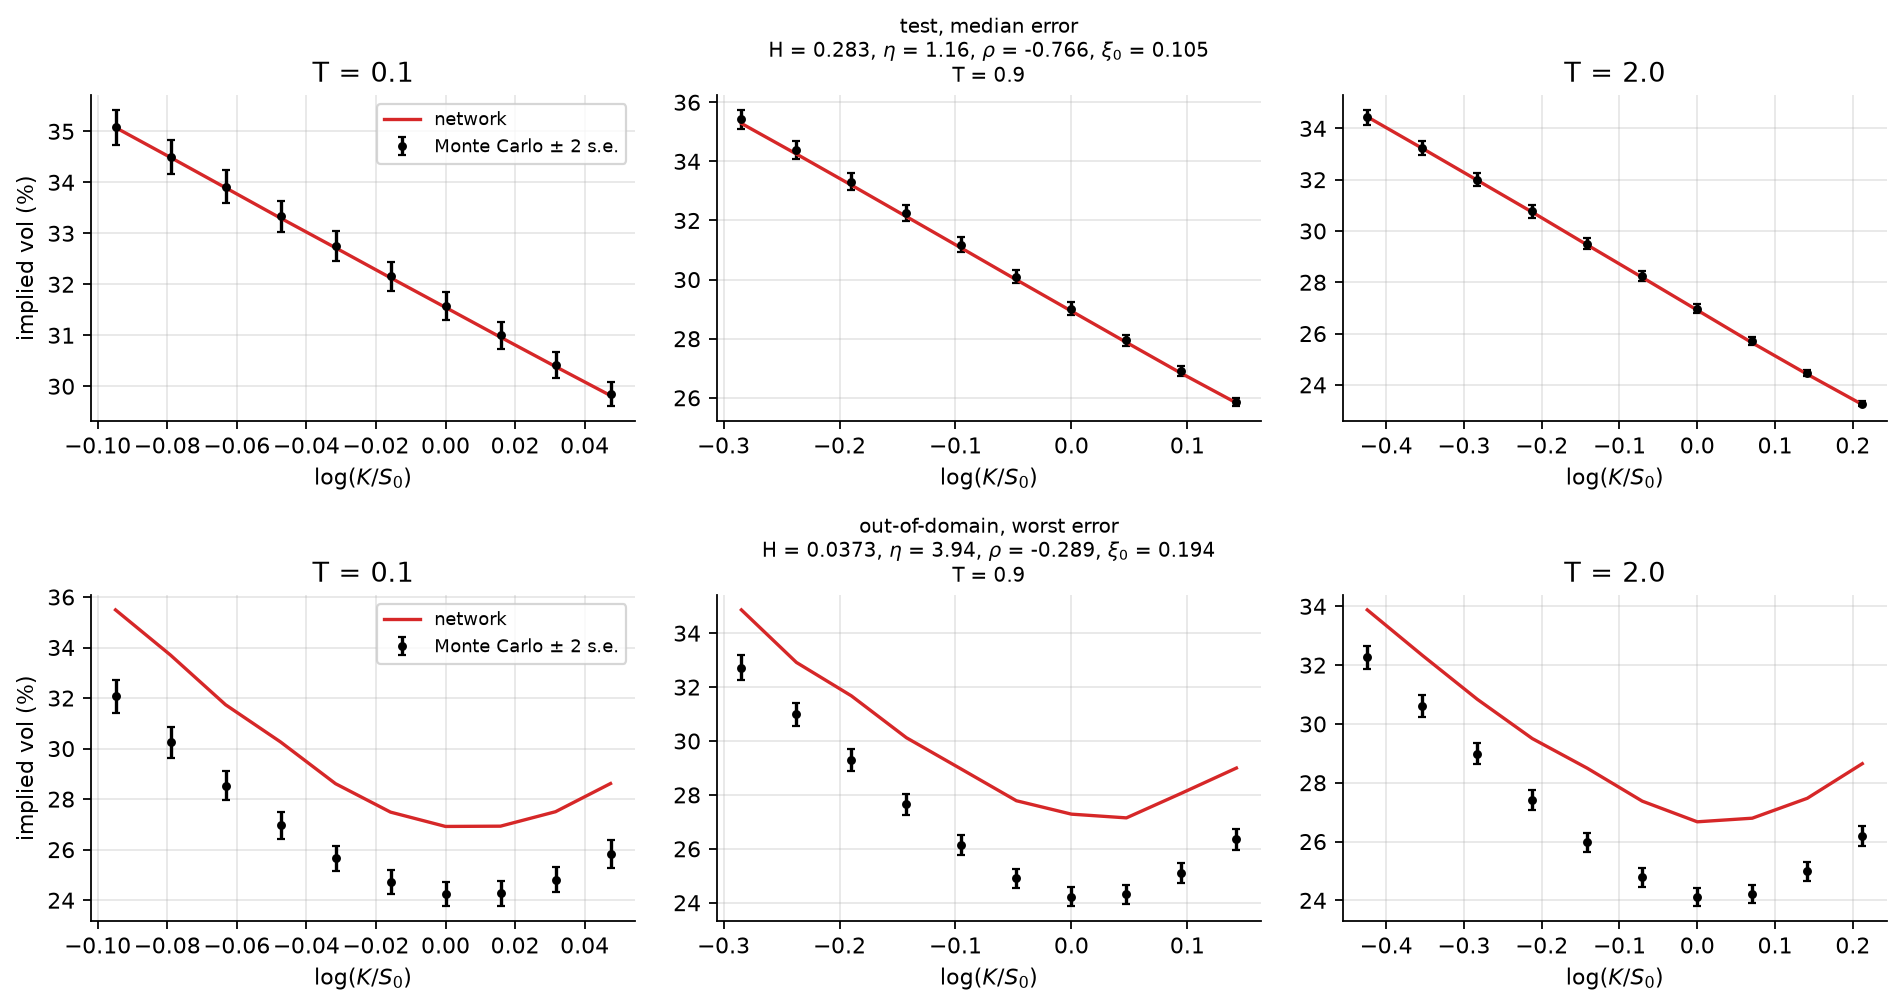 test, median error
H = 0.283, η = 1.16, ρ = -0.766, ξ₀ = 0.105
T = 0.1
T = 0.9
T = 2.0
network
Monte Carlo ± 2 s.e.
implied vol (%)
35
34
33
32
31
30
−0.10 −0.08 −0.06 −0.04 −0.02 0.00 0.02 0.04
log(K/S₀)
36
34
32
30
28
26
−0.3 −0.2 −0.1 0.0 0.1
log(K/S₀)
34
32
30
28
26
24
−0.4 −0.3 −0.2 −0.1 0.0 0.1 0.2
log(K/S₀)
out-of-domain, worst error
H = 0.0373, η = 3.94, ρ = -0.289, ξ₀ = 0.194
T = 0.1
T = 0.9
T = 2.0
network
Monte Carlo ± 2 s.e.
implied vol (%)
36
34
32
30
28
26
24
−0.10 −0.08 −0.06 −0.04 −0.02 0.00 0.02 0.04
log(K/S₀)
34
32
30
28
26
24
−0.3 −0.2 −0.1 0.0 0.1
log(K/S₀)
34
32
30
28
26
24
−0.4 −0.3 −0.2 −0.1 0.0 0.1 0.2
log(K/S₀)